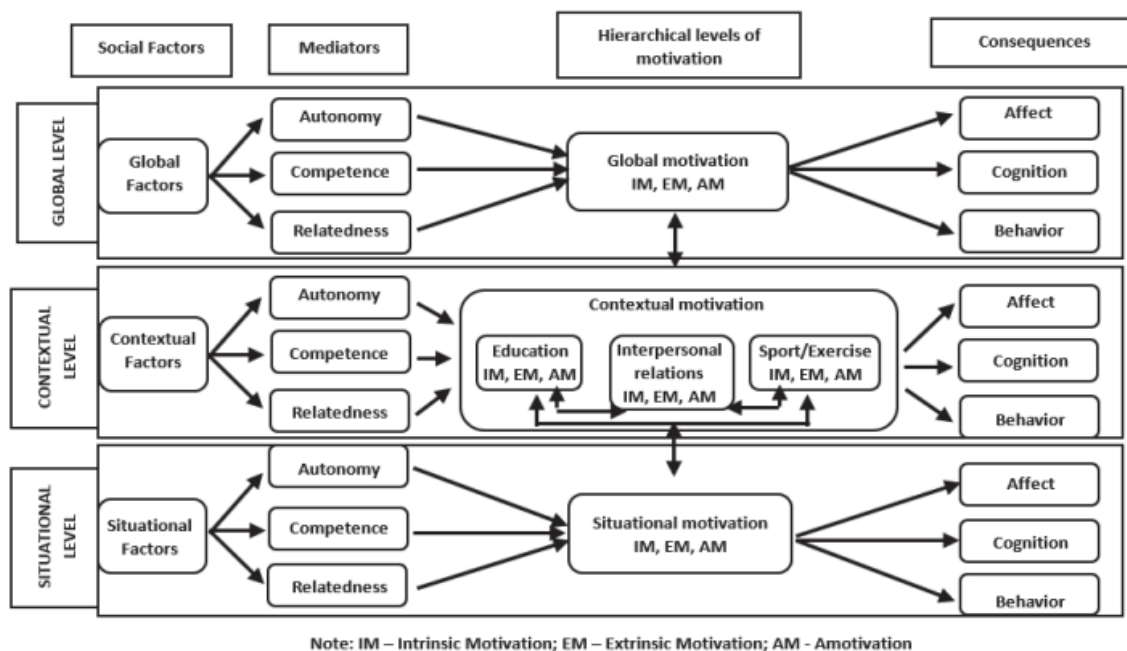 Social Factors
Mediators
Hierarchical levels of
motivation
Consequences
GLOBAL LEVEL
Global
Factors
Autonomy
Competence
Relatedness
Global motivation
IM, EM, AM
Affect
Cognition
Behavior
CONTEXTUAL
LEVEL
Contextual
Factors
Autonomy
Competence
Relatedness
Contextual motivation
Education
IM, EM, AM
Interpersonal
relations
IM, EM, AM
Sport/Exercise
IM, EM, AM
Affect
Cognition
Behavior
SITUATIONAL
LEVEL
Situational
Factors
Autonomy
Competence
Relatedness
Situational motivation
IM, EM, AM
Affect
Cognition
Behavior
Note: IM – Intrinsic Motivation; EM – Extrinsic Motivation; AM - Amotivation